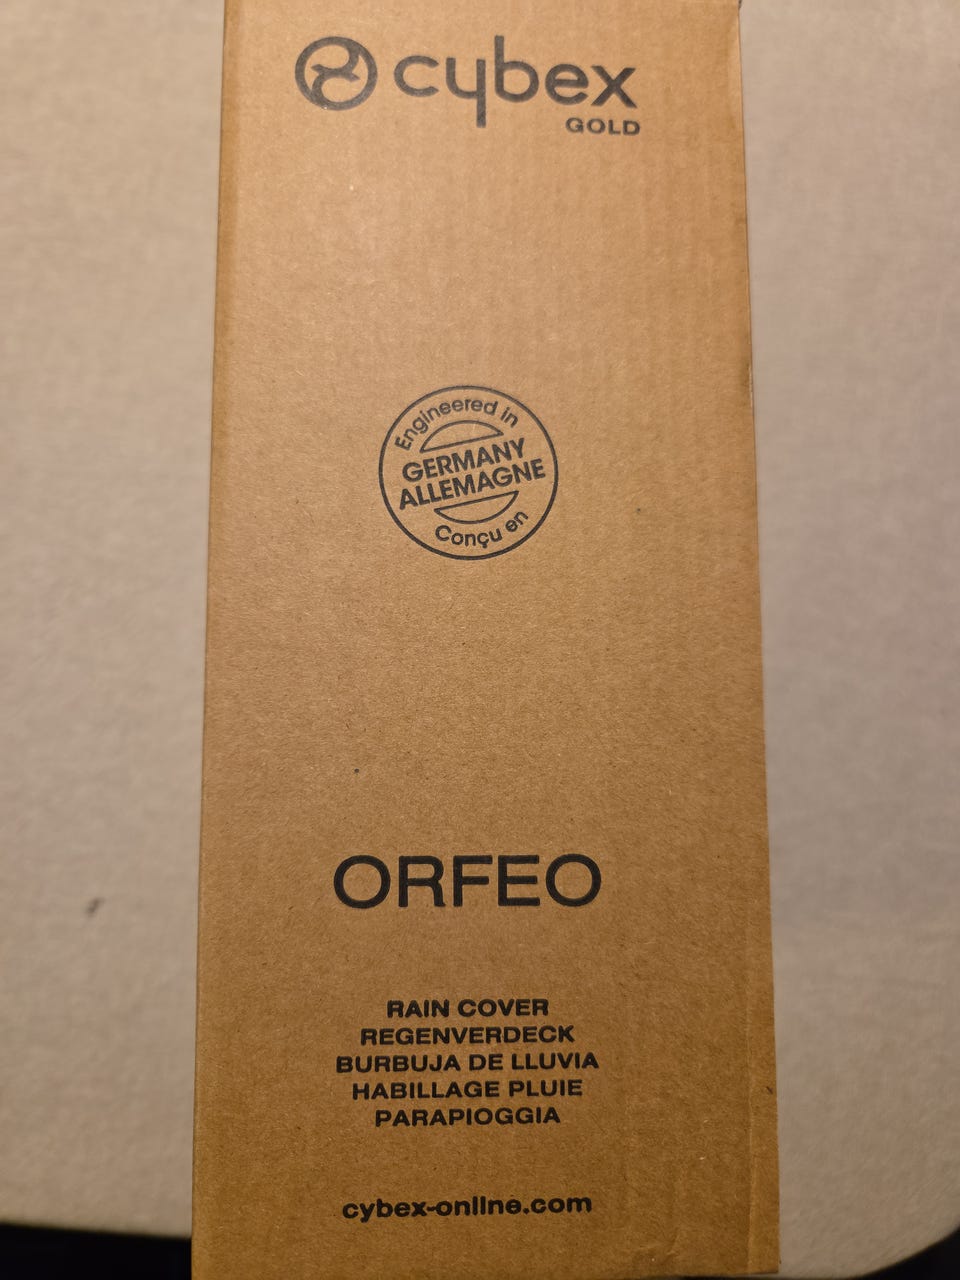 cybex
GOLD
Engineered in
GERMANY
ALLEMAGNE
Conçu en
ORFEO
RAIN COVER
REGENVERDECK
BURBUJA DE LLUVIA
HABILLAGE PLUIE
PARAPIOGGIA
cybex-online.com